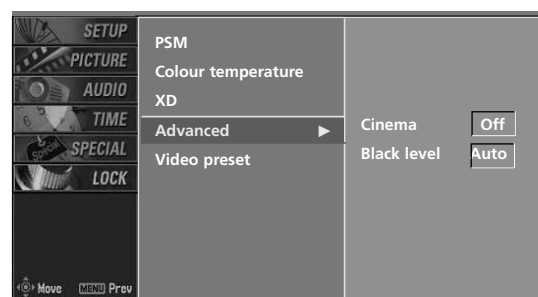 SETUP
PICTURE
AUDIO
TIME
SPECIAL
LOCK
Move MENU Prev
PSM
Colour temperature
XD
Advanced ►
Video preset
Cinema Off
Black level Auto